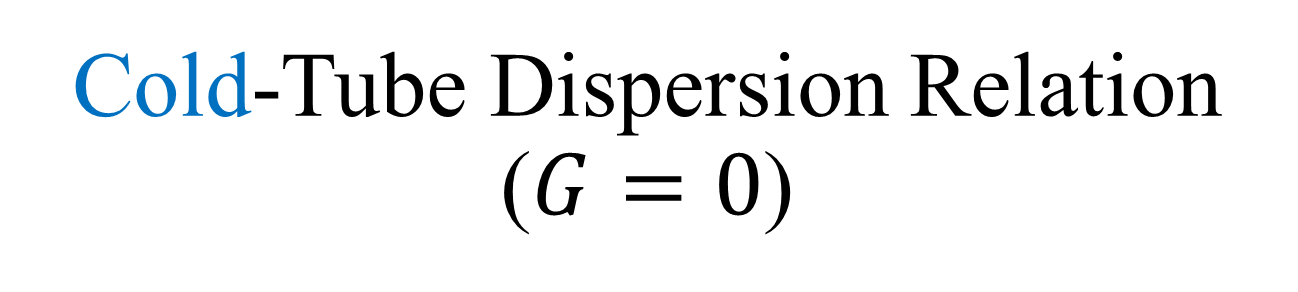 Cold-Tube Dispersion Relation
(𝐺 = 0)